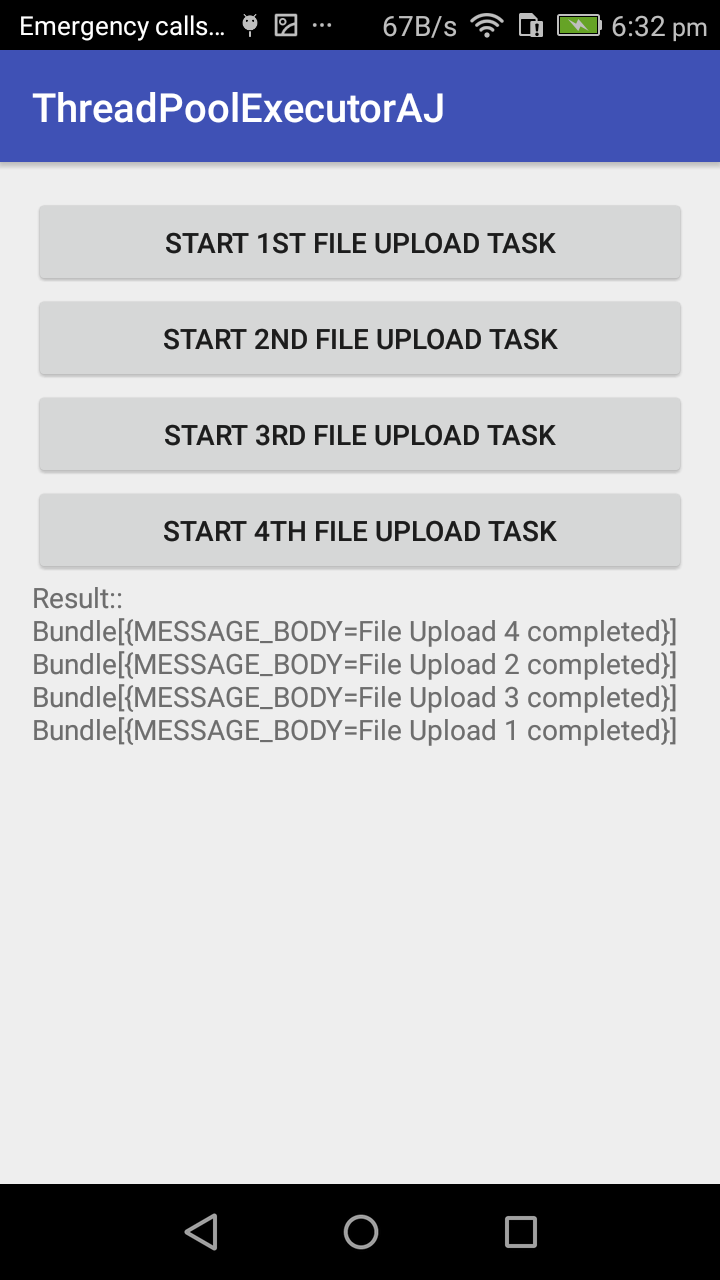 Emergency calls... 67B/s 6:32 pm
ThreadPoolExecutorAJ
START 1ST FILE UPLOAD TASK
START 2ND FILE UPLOAD TASK
START 3RD FILE UPLOAD TASK
START 4TH FILE UPLOAD TASK
Result::
Bundle[{MESSAGE_BODY=File Upload 4 completed}]
Bundle[{MESSAGE_BODY=File Upload 2 completed}]
Bundle[{MESSAGE_BODY=File Upload 3 completed}]
Bundle[{MESSAGE_BODY=File Upload 1 completed}]